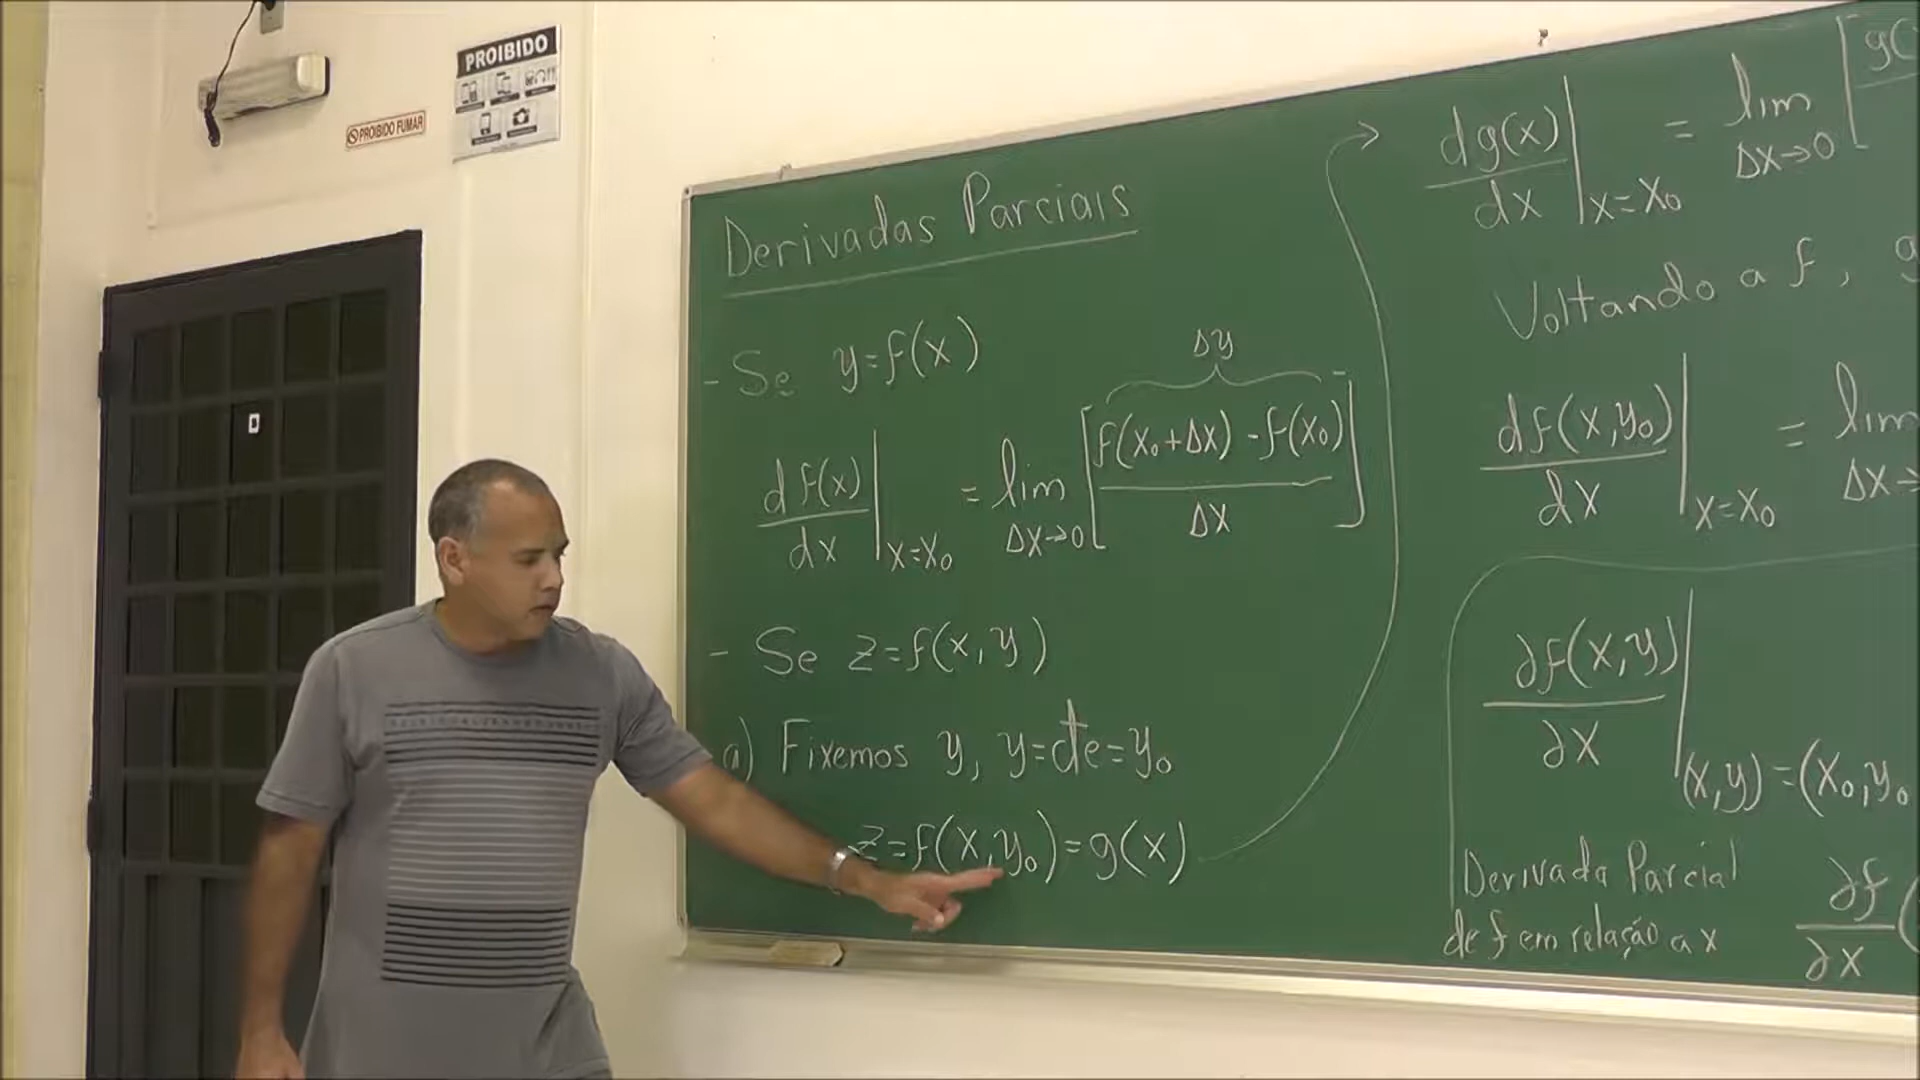 PROIBIDO
PROIBIDO FUMAR
Derivadas Parciais
- Se y=f(x)
Δy
df(x)/dx |x=x₀ = lim Δx→0 [f(x₀+Δx) - f(x₀) / Δx]
- Se z=f(x,y)
a) Fixemos y, y=cte=y₀
z=f(x,y₀)=g(x)
dg(x)/dx |x=x₀ = lim Δx→0 [g(
Voltando a f,
df(x,y₀)/dx |x=x₀ = lim Δx→
∂f(x,y)/∂x |(x,y)=(x₀,y₀
Derivada Parcial
de f em relação a x
∂f/∂x (